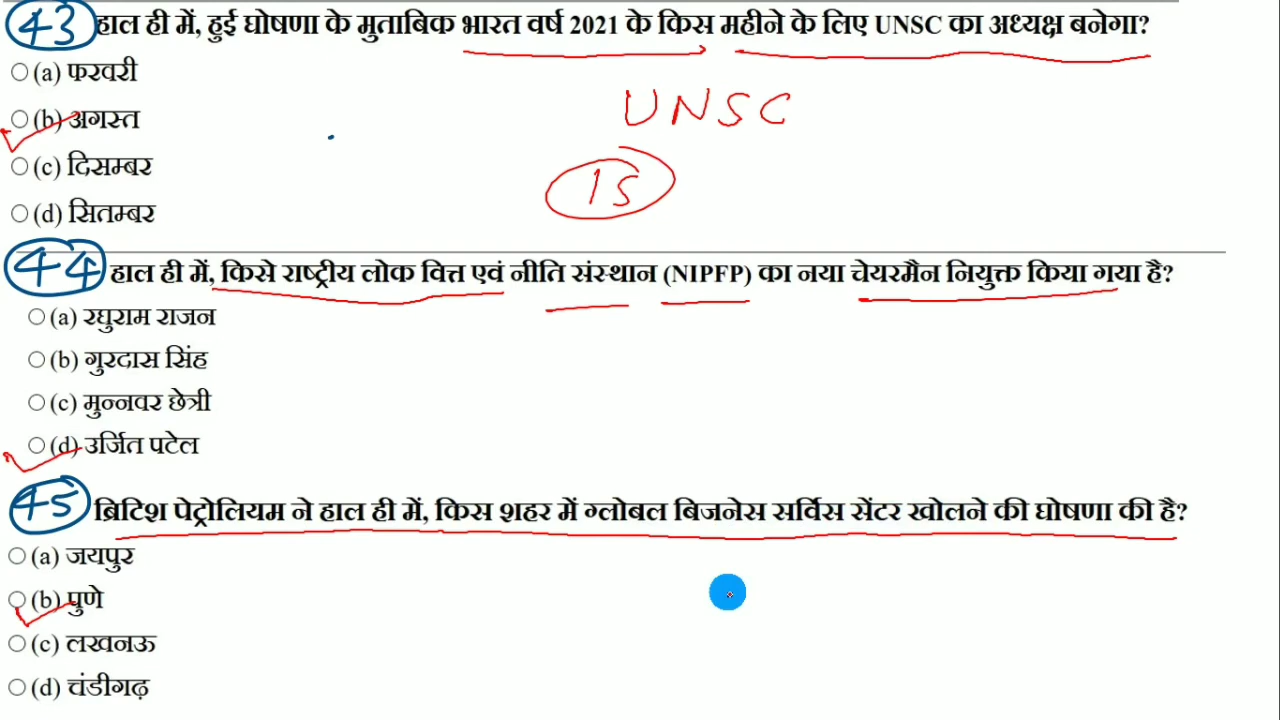 43 हाल ही में, हुई घोषणा के मुताबिक भारत वर्ष 2021 के किस महीने के लिए UNSC का अध्यक्ष बनेगा?
(a) फरवरी
UNSC
(b) अगस्त
(c) दिसम्बर
15
(d) सितम्बर
44 हाल ही में, किसे राष्ट्रीय लोक वित्त एवं नीति संस्थान (NIPFP) का नया चेयरमैन नियुक्त किया गया है?
(a) रघुराम राजन
(b) गुरदास सिंह
(c) मुन्नवर छेत्री
(d) उर्जित पटेल
45 ब्रिटिश पेट्रोलियम ने हाल ही में, किस शहर में ग्लोबल बिजनेस सर्विस सेंटर खोलने की घोषणा की है?
(a) जयपुर
(b) पुणे
(c) लखनऊ
(d) चंडीगढ़